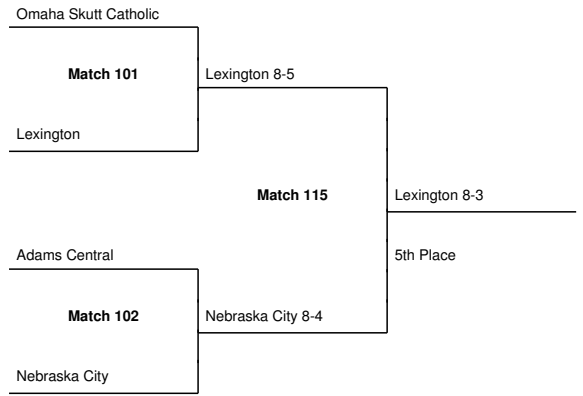 Omaha Skutt Catholic
Match 101
Lexington 8-5
Lexington
Match 115
Lexington 8-3
Adams Central
5th Place
Match 102
Nebraska City 8-4
Nebraska City